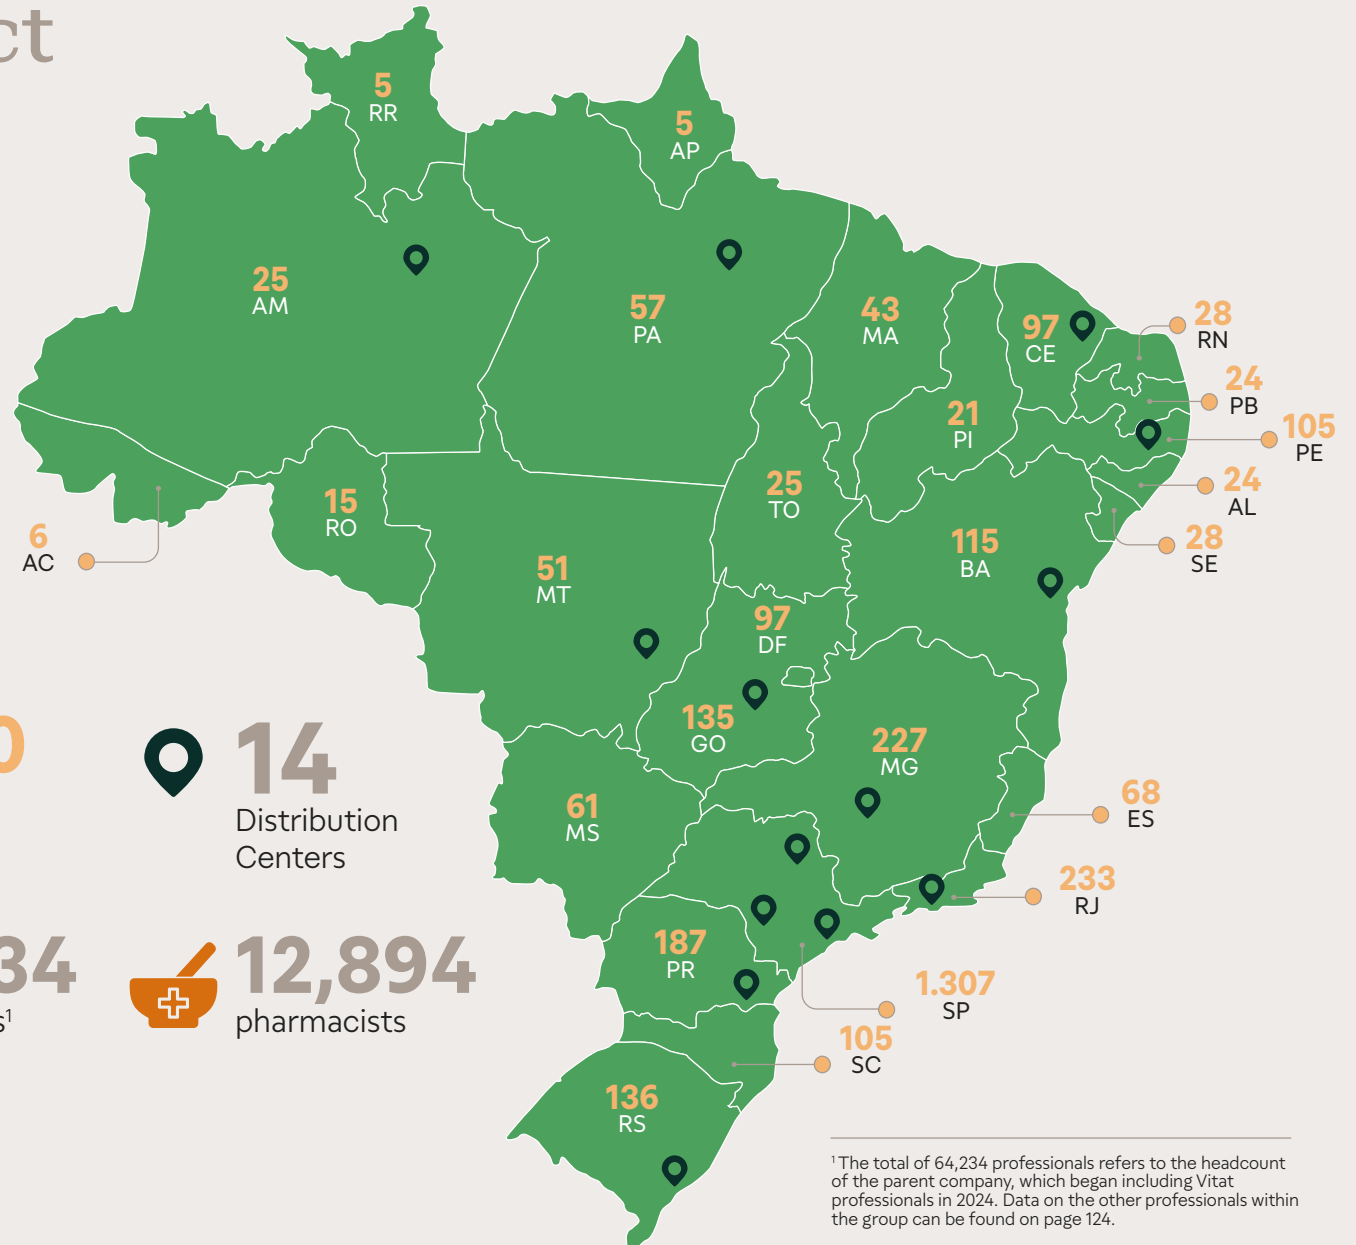 ct
5
RR
5
AP
25
AM
57
PA
43
MA
97
CE
28
RN
24
PB
105
PE
21
PI
24
AL
25
TO
28
SE
15
RO
6
AC
115
BA
51
MT
97
DF
135
GO
227
MG
0
14
Distribution
Centers
61
MS
68
ES
233
RJ
34
s¹
12,894
pharmacists
187
PR
1.307
SP
105
SC
136
RS
¹ The total of 64,234 professionals refers to the headcount
of the parent company, which began including Vitat
professionals in 2024. Data on the other professionals within
the group can be found on page 124.